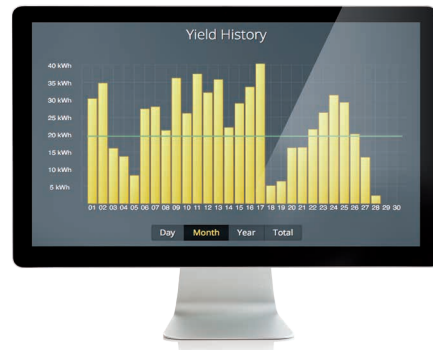 Yield History
40 kWh
35 kWh
30 kWh
25 kWh
20 kWh
15 kWh
10 kWh
5 kWh
01 02 03 04 05 06 07 08 09 10 11 12 13 14 15 16 17 18 19 20 21 22 23 24 25 26 27 28 29 30
Day Month Year Total